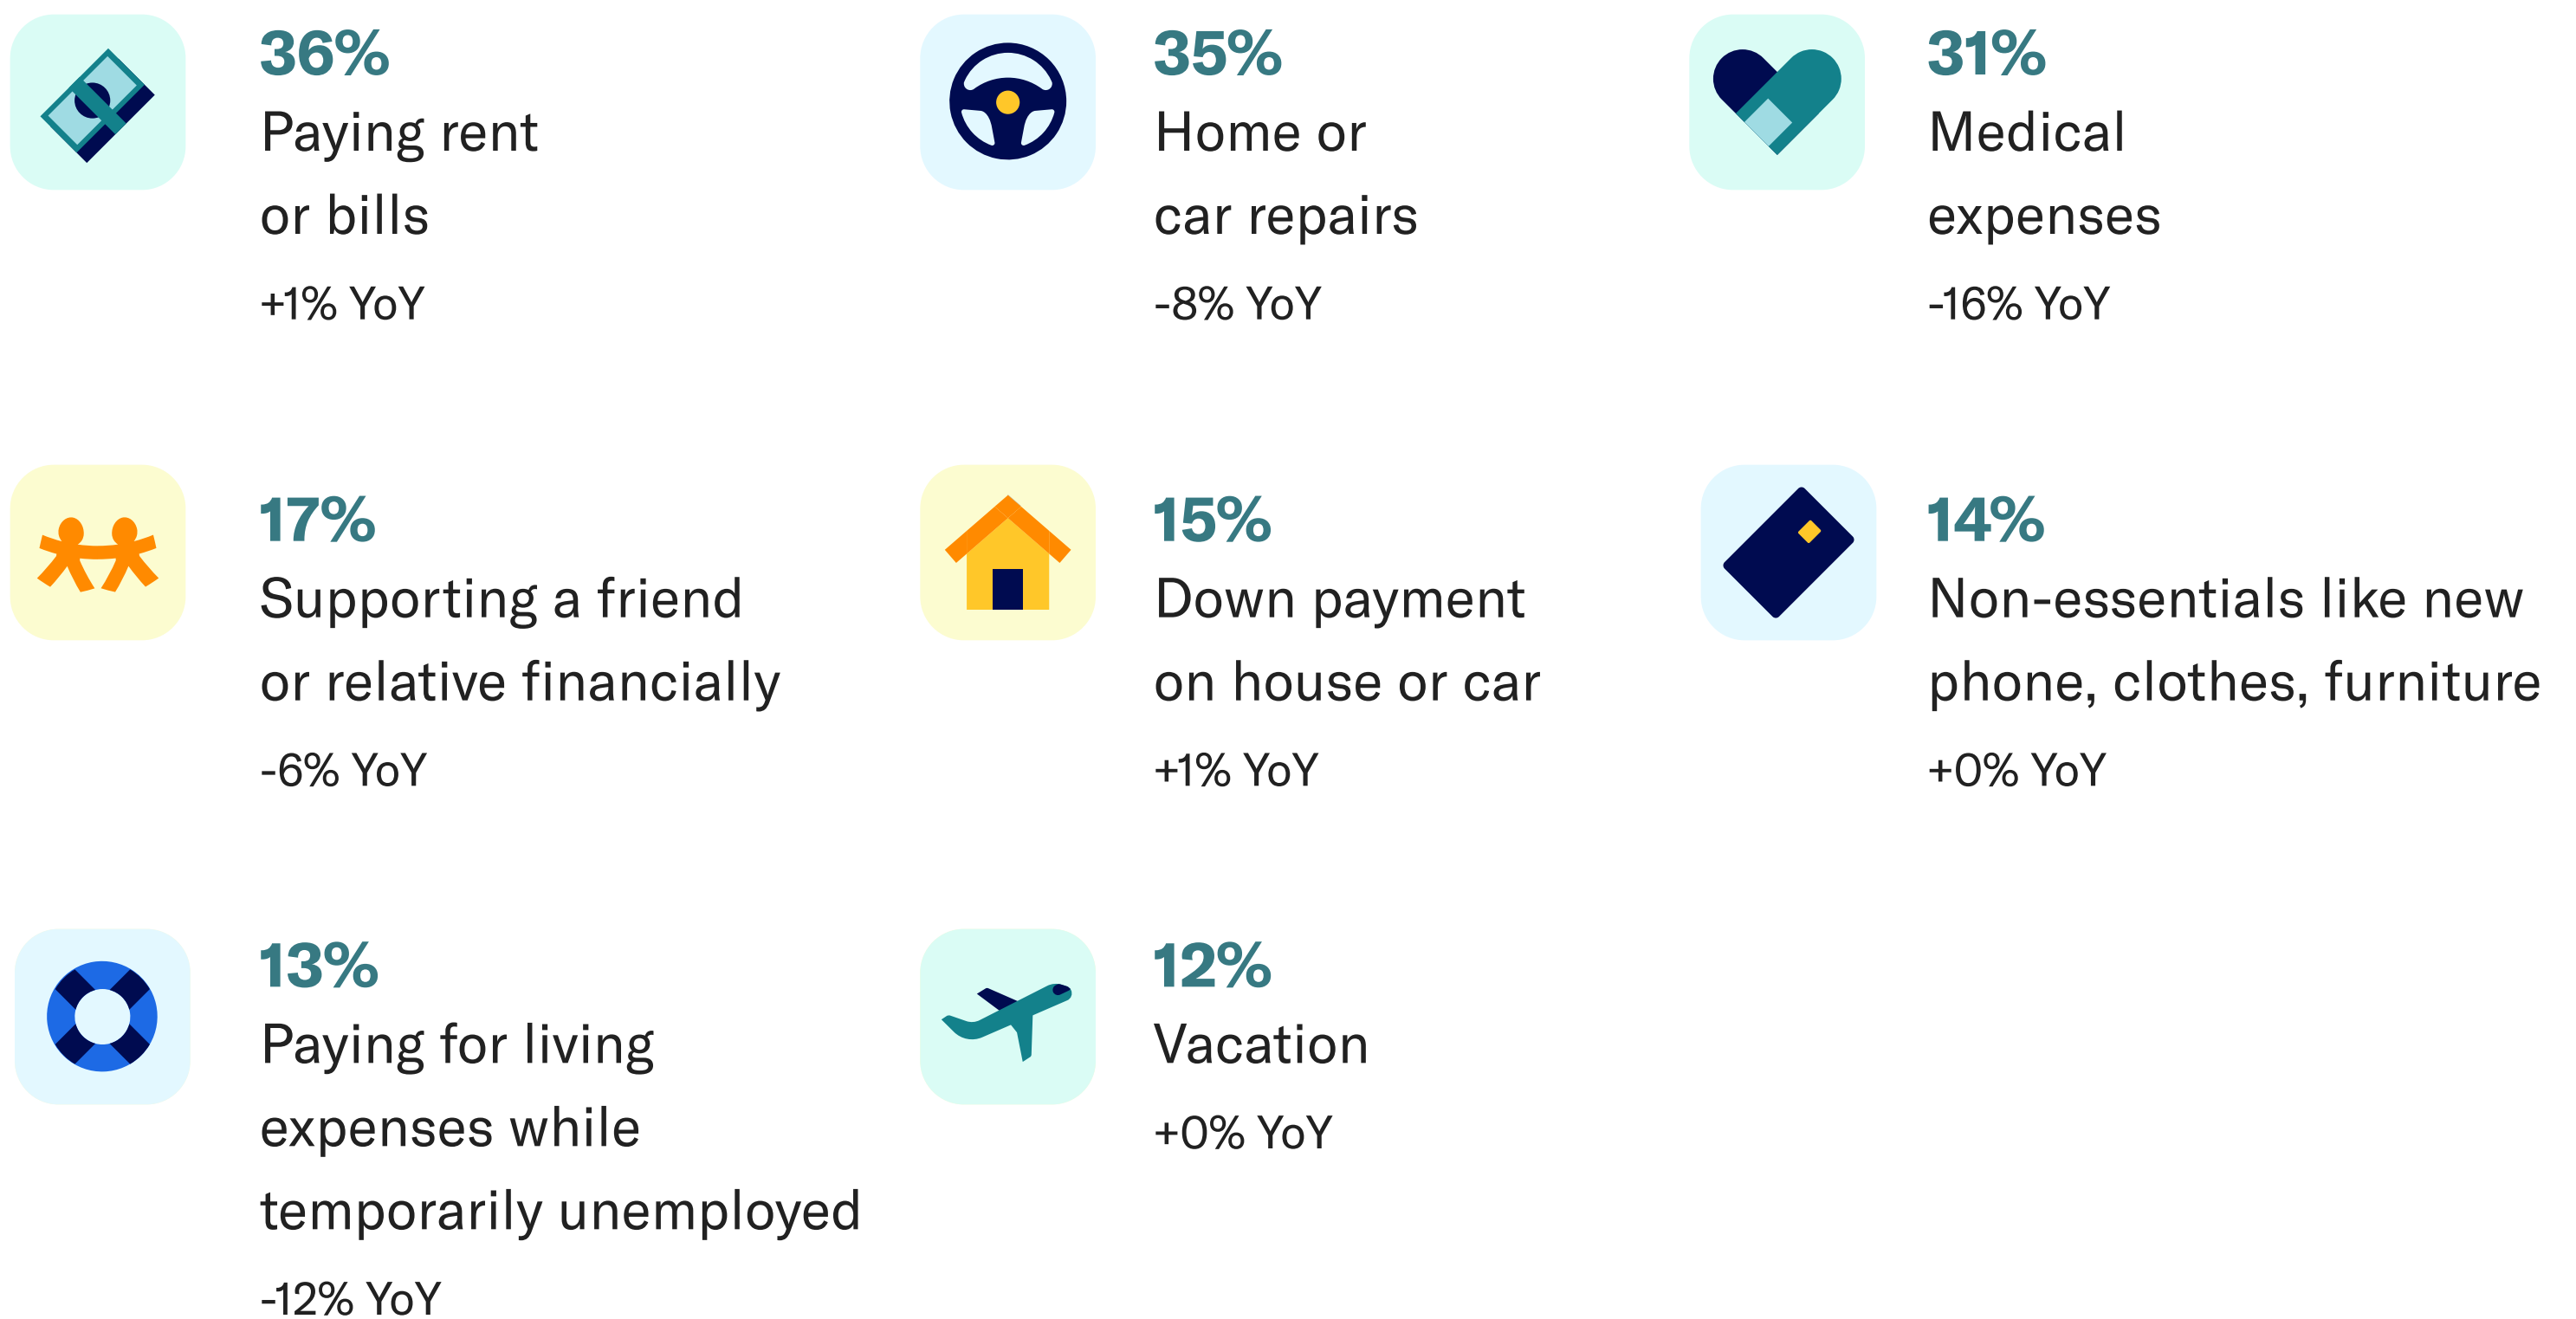 36%
Paying rent
or bills
+1% YoY
35%
Home or
car repairs
-8% YoY
31%
Medical
expenses
-16% YoY
17%
Supporting a friend
or relative financially
-6% YoY
15%
Down payment
on house or car
+1% YoY
14%
Non-essentials like new
phone, clothes, furniture
+0% YoY
13%
Paying for living
expenses while
temporarily unemployed
-12% YoY
12%
Vacation
+0% YoY